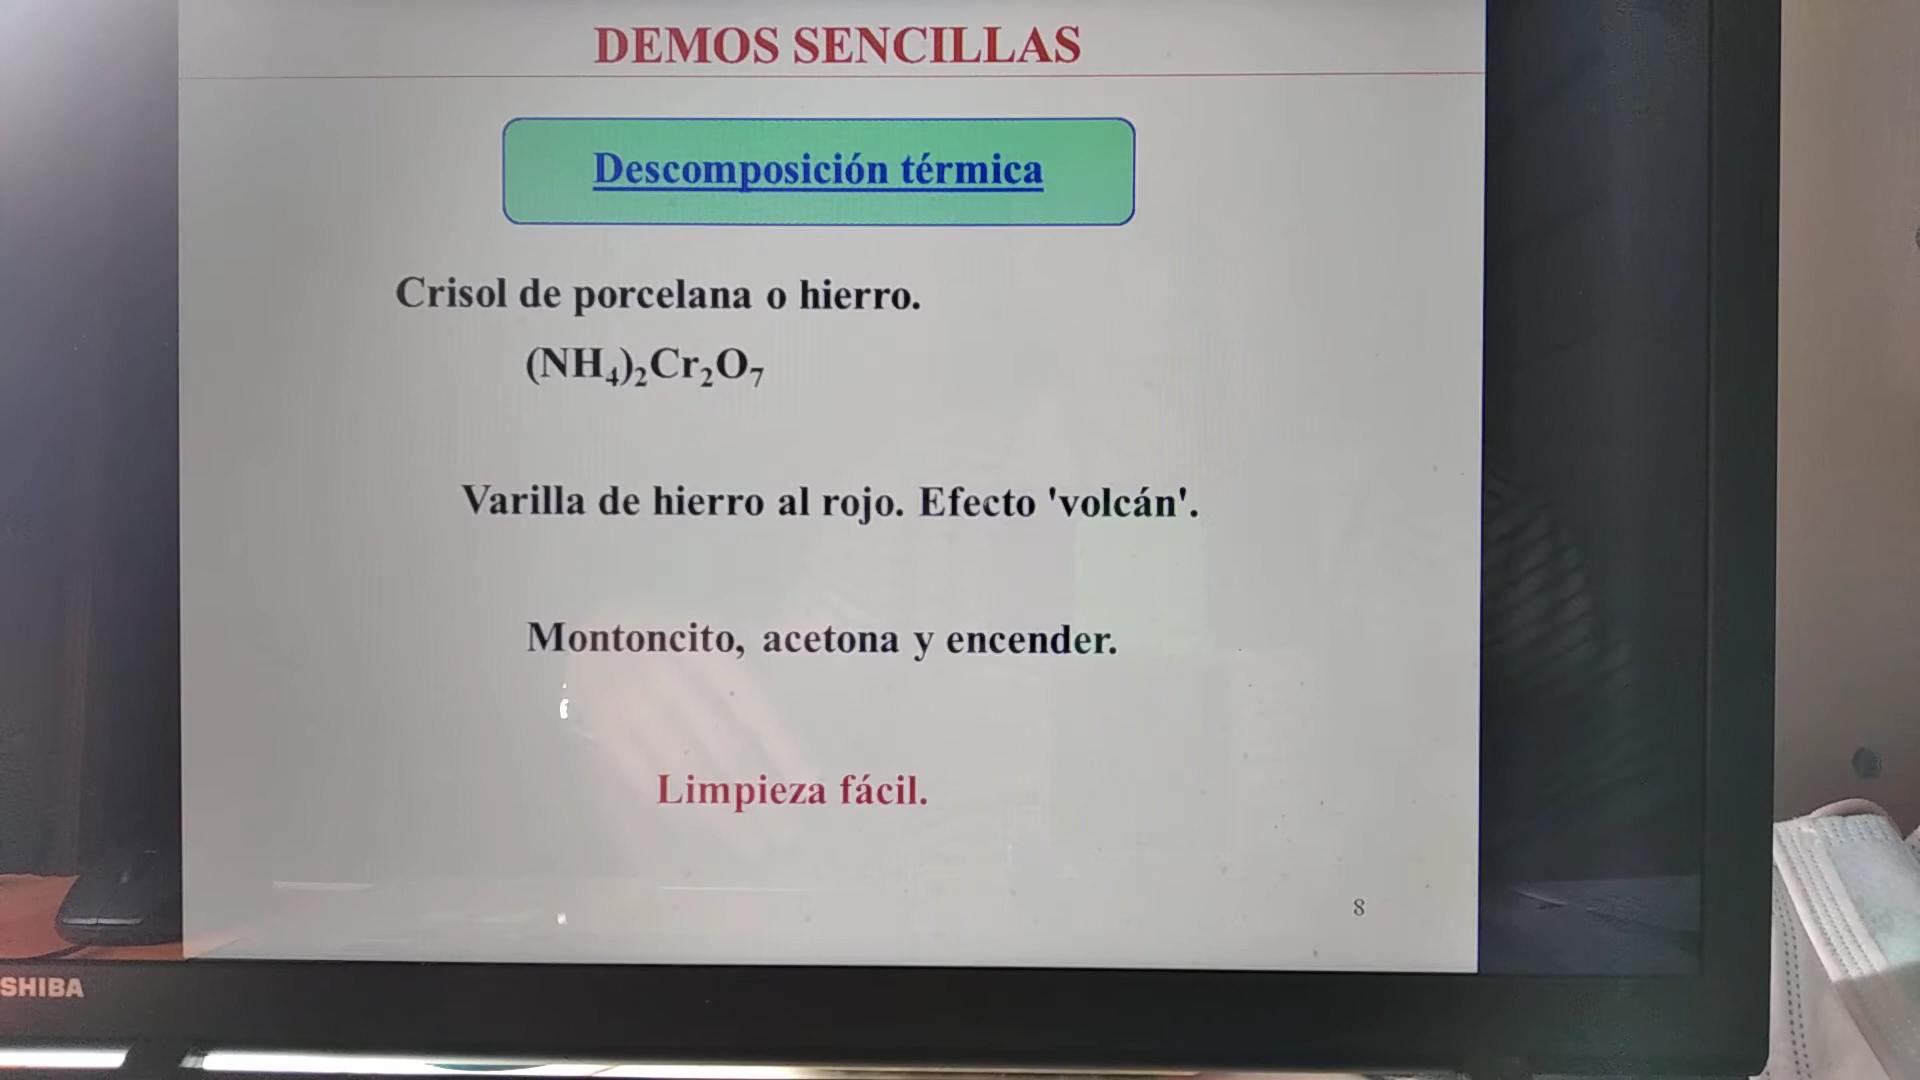 DEMOS SENCILLAS
Descomposición térmica
Crisol de porcelana o hierro.
(NH₄)₂Cr₂O₇
Varilla de hierro al rojo. Efecto 'volcán'.
Montoncito, acetona y encender.
Limpieza fácil.
8
SHIBA